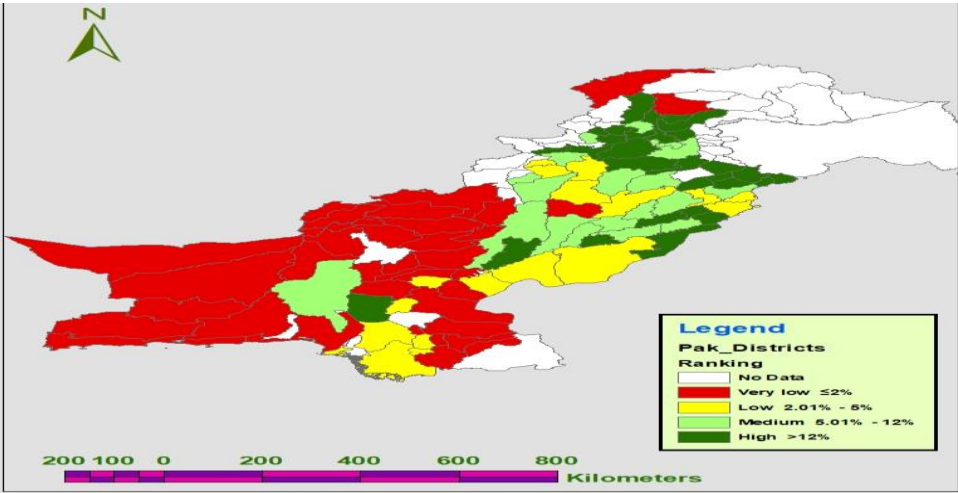 N
Legend
Pak_Districts
Ranking
No Data
Very low ≤2%
Low 2.01% - 5%
Medium 5.01% - 12%
High >12%
200 100 0 200 400 600 800
Kilometers